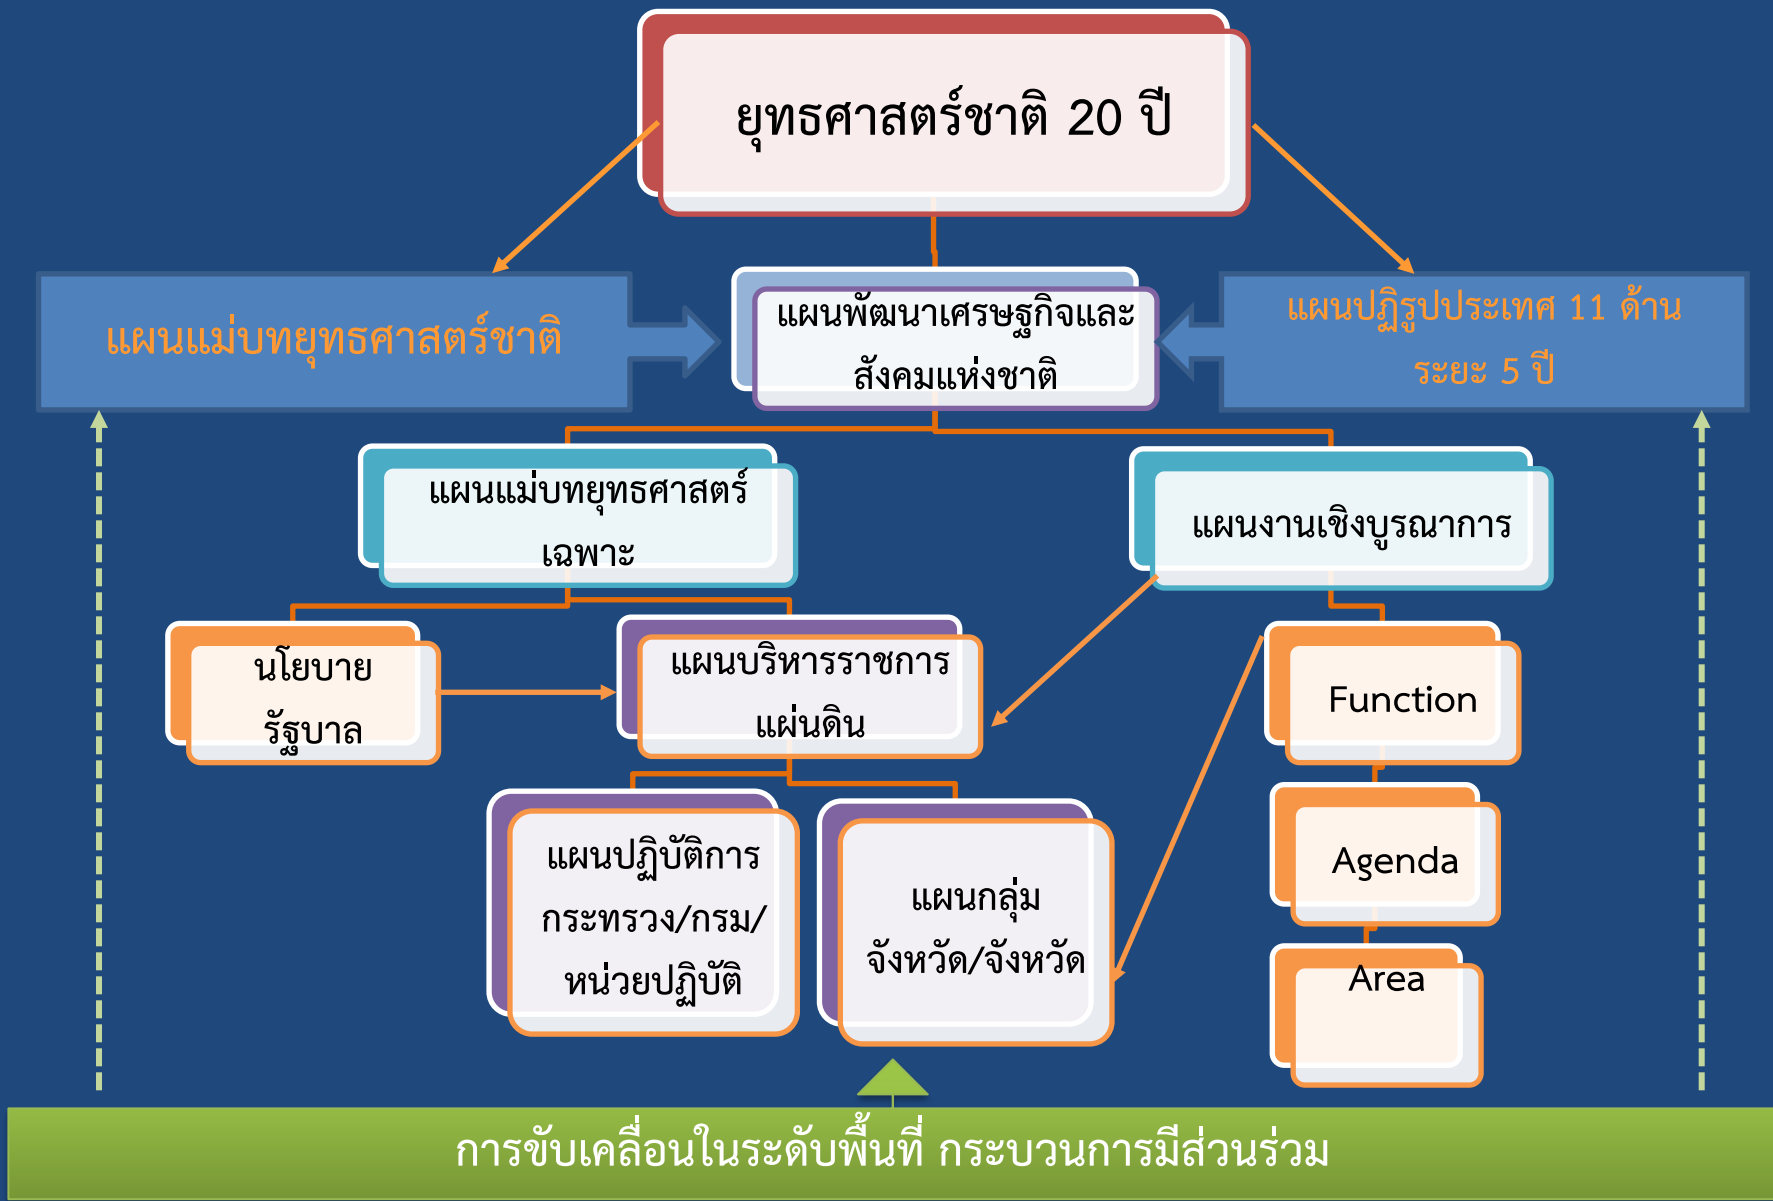 ยุทธศาสตร์ชาติ 20 ปี
แผนแม่บทยุทธศาสตร์ชาติ
แผนพัฒนาเศรษฐกิจและ
สังคมแห่งชาติ
แผนปฏิรูปประเทศ 11 ด้าน
ระยะ 5 ปี
แผนแม่บทยุทธศาสตร์
เฉพาะ
แผนงานเชิงบูรณาการ
นโยบาย
รัฐบาล
แผนบริหารราชการ
แผ่นดิน
Function
แผนปฏิบัติการ
กระทรวง/กรม/
หน่วยปฏิบัติ
แผนกลุ่ม
จังหวัด/จังหวัด
Agenda
Area
การขับเคลื่อนในระดับพื้นที่ กระบวนการมีส่วนร่วม